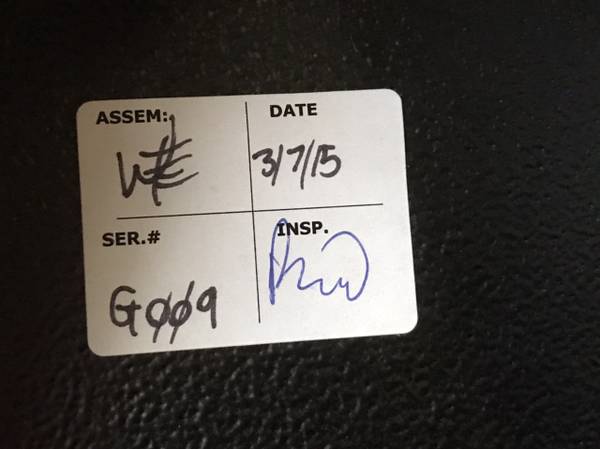 ASSEM:
DATE
3/7/15
SER.#
INSP.
GØØ9